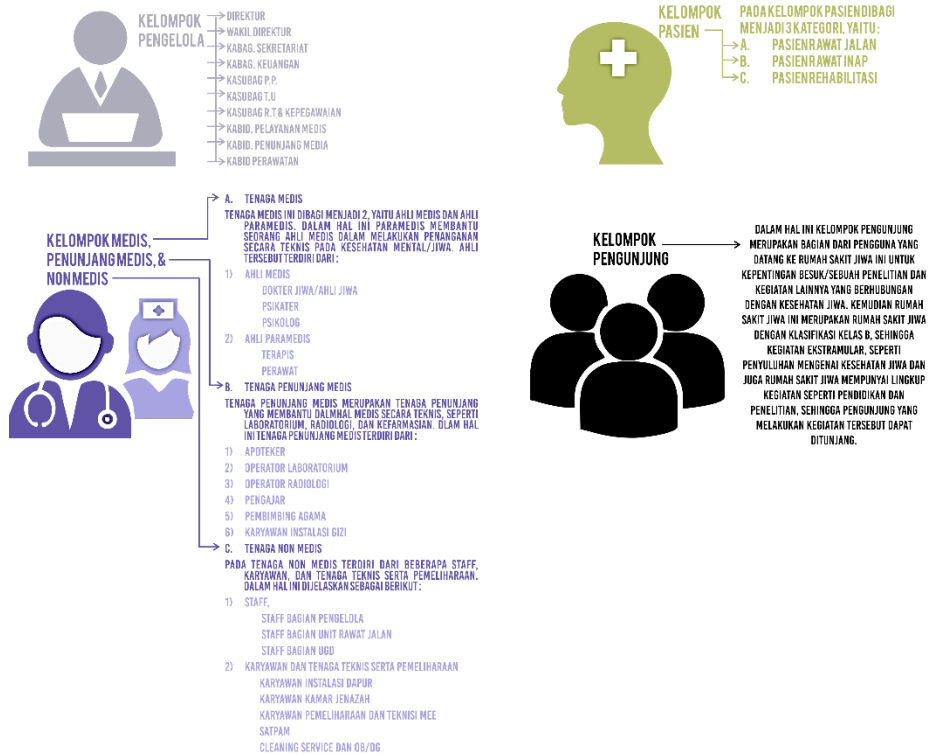 KELOMPOK
PENGELOLA
DIREKTUR
WAKIL DIREKTUR
KABAG. SEKRETARIAT
KABAG. KEUANGAN
KASUBAG P.P.
KASUBAG T.U
KASUBAG R.T & KEPEGAWAIAN
KABID. PELAYANAN MEDIS
KABID. PENUNJANG MEDIA
KABID PERAWATAN
KELOMPOK
PASIEN
PADA KELOMPOK PASIEN DIBAGI
MENJADI 3 KATEGORI, YAITU :
A. PASIEN RAWAT JALAN
B. PASIEN RAWAT INAP
C. PASIEN REHABILITASI
KELOMPOK MEDIS,
PENUNJANG MEDIS, &
NON MEDIS
A. TENAGA MEDIS
TENAGA MEDIS INI DIBAGI MENJADI 2, YAITU AHLI MEDIS DAN AHLI
PARAMEDIS. DALAM HAL INI PARAMEDIS MEMBANTU
SEORANG AHLI MEDIS DALAM MELAKUKAN PENANGANAN
SECARA TEKNIS PADA KESEHATAN MENTAL/JIWA. AHLI
TERSEBUT TERDIRI DARI :
1) AHLI MEDIS
DOKTER JIWA/AHLI JIWA
PSIKATER
PSIKOLOG
2) AHLI PARAMEDIS
TERAPIS
PERAWAT
B. TENAGA PENUNJANG MEDIS
TENAGA PENUNJANG MEDIS MERUPAKAN TENAGA PENUNJANG
YANG MEMBANTU DALMHAL MEDIS SECARA TEKNIS, SEPERTI
LABORATORIUM, RADIOLOGI, DAN KEFARMASIAN. DLAM HAL
INI TENAGA PENUNJANG MEDIS TERDIRI DARI :
1) APOTEKER
2) OPERATOR LABORATORIUM
3) OPERATOR RADIOLOGI
4) PENGAJAR
5) PEMBIMBING AGAMA
6) KARYAWAN INSTALASI GIZI
C. TENAGA NON MEDIS
PADA TENAGA NON MEDIS TERDIRI DARI BEBERAPA STAFF,
KARYAWAN, DAN TENAGA TEKNIS SERTA PEMELIHARAAN.
DALAM HAL INI DIJELASKAN SEBAGAI BERIKUT :
1) STAFF,
STAFF BAGIAN PENGELOLA
STAFF BAGIAN UNIT RAWAT JALAN
STAFF BAGIAN UGD
2) KARYAWAN DAN TENAGA TEKNIS SERTA PEMELIHARAAN
KARYAWAN INSTALASI DAPUR
KARYAWAN KAMAR JENAZAH
KARYAWAN PEMELIHARAAN DAN TEKNISI MEE
SATPAM
CLEANING SERVICE DAN OB/OG
KELOMPOK
PENGUNJUNG
DALAM HAL INI KELOMPOK PENGUNJUNG
MERUPAKAN BAGIAN DARI PENGGUNA YANG
DATANG KE RUMAH SAKIT JIWA INI UNTUK
KEPENTINGAN BESUK/SEBUAH PENELITIAN DAN
KEGIATAN LAINNYA YANG BERHUBUNGAN
DENGAN KESEHATAN JIWA. KEMUDIAN RUMAH
SAKIT JIWA INI MERUPAKAN RUMAH SAKIT JIWA
DENGAN KLASIFIKASI KELAS B, SEHINGGA
KEGIATAN EKSTRAMULAR, SEPERTI
PENYULUHAN MENGENAI KESEHATAN JIWA DAN
JUGA RUMAH SAKIT JIWA MEMPUNYAI LINGKUP
KEGIATAN SEPERTI PENDIDIKAN DAN
PENELITIAN, SEHINGGA PENGUNJUNG YANG
MELAKUKAN KEGIATAN TERSEBUT DAPAT
DITUNJANG.